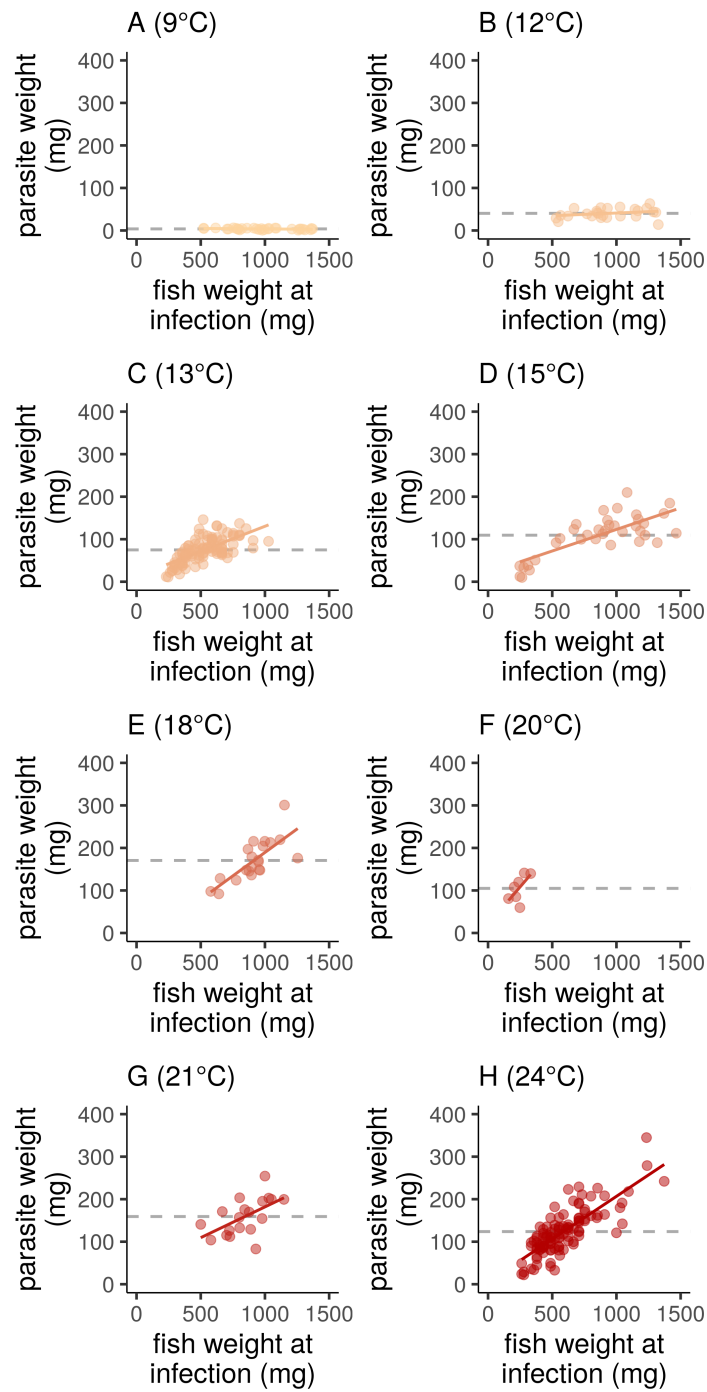 A (9°C)
parasite weight
(mg)
400
300
200
100
0
0 500 1000 1500
fish weight at
infection (mg)
B (12°C)
parasite weight
(mg)
400
300
200
100
0
0 500 1000 1500
fish weight at
infection (mg)
C (13°C)
parasite weight
(mg)
400
300
200
100
0
0 500 1000 1500
fish weight at
infection (mg)
D (15°C)
parasite weight
(mg)
400
300
200
100
0
0 500 1000 1500
fish weight at
infection (mg)
E (18°C)
parasite weight
(mg)
400
300
200
100
0
0 500 1000 1500
fish weight at
infection (mg)
F (20°C)
parasite weight
(mg)
400
300
200
100
0
0 500 1000 1500
fish weight at
infection (mg)
G (21°C)
parasite weight
(mg)
400
300
200
100
0
0 500 1000 1500
fish weight at
infection (mg)
H (24°C)
parasite weight
(mg)
400
300
200
100
0
0 500 1000 1500
fish weight at
infection (mg)